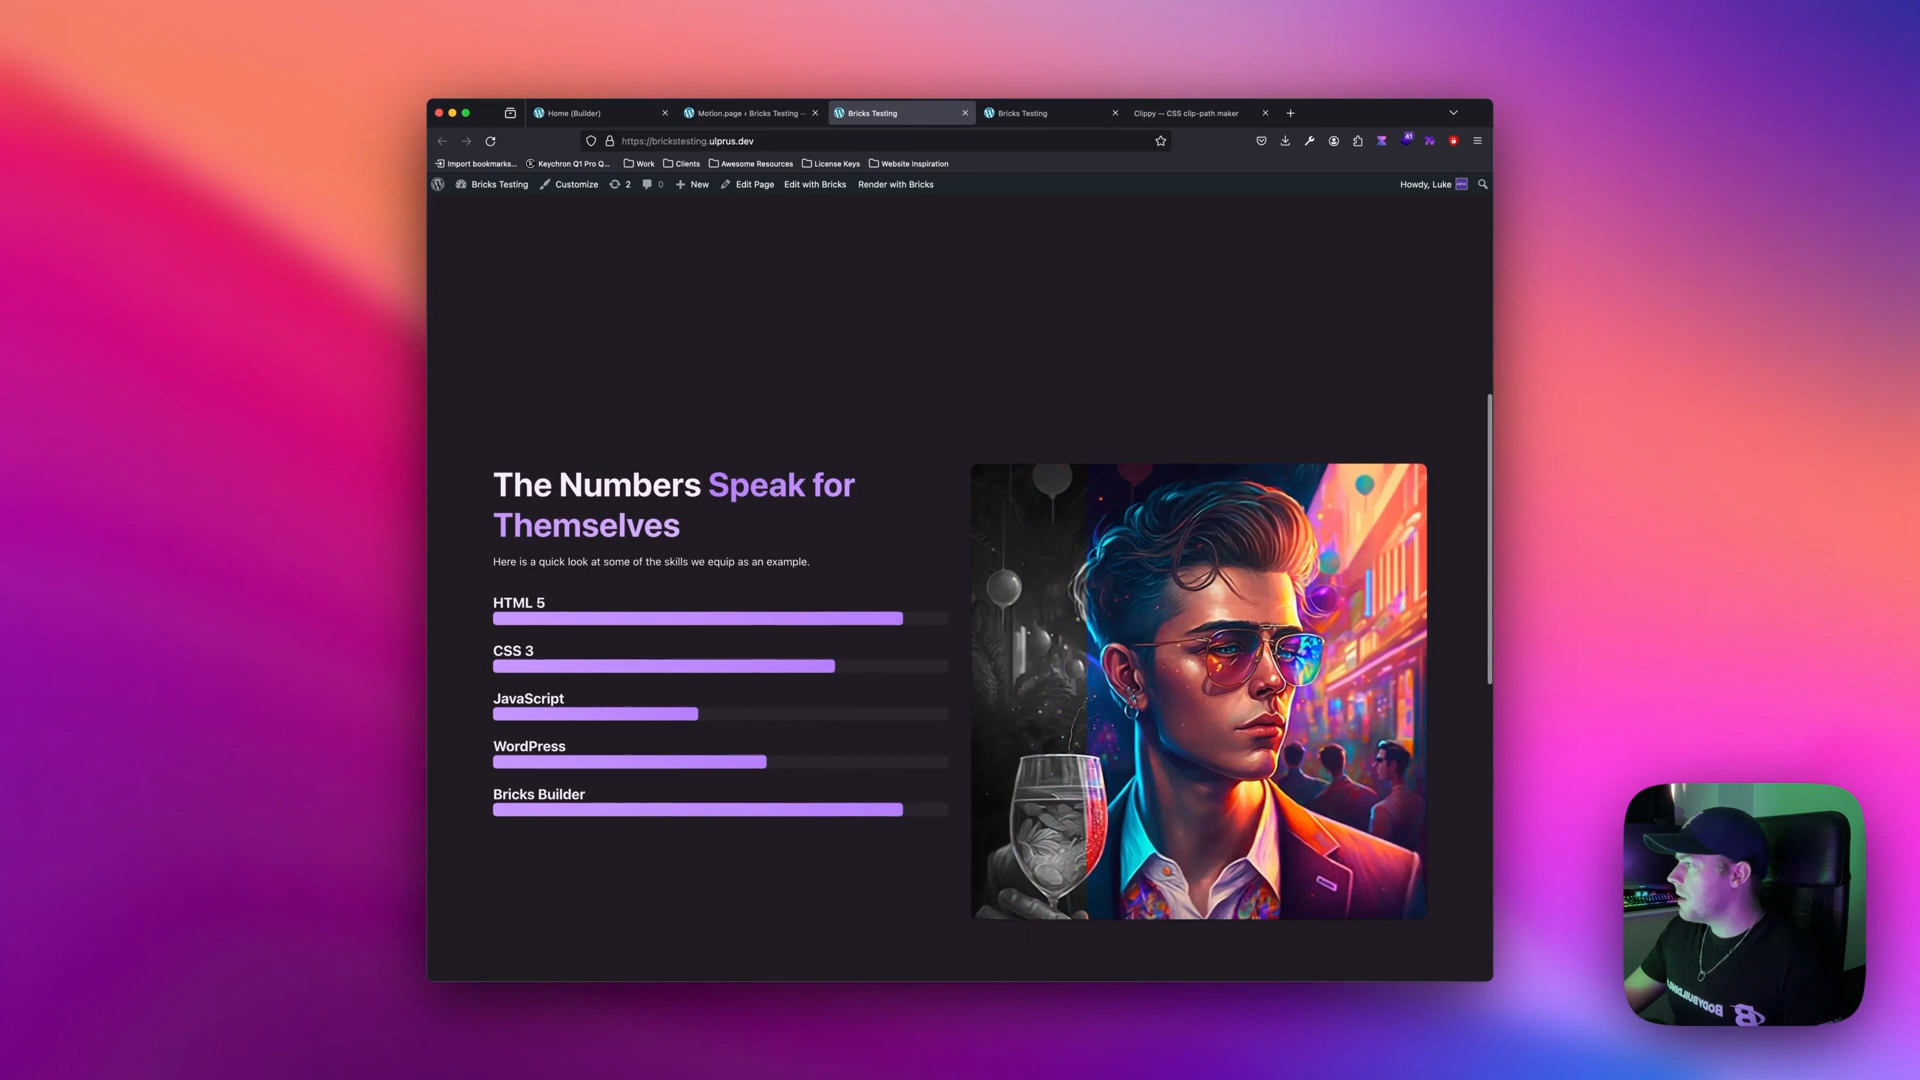 Home (Builder)
Motion.page ‹ Bricks Testing —
Bricks Testing
Bricks Testing
Clippy — CSS clip-path maker
https://brickstesting.ulprus.dev
41
Import bookmarks...
Keychron Q1 Pro Q...
Work
Clients
Awesome Resources
License Keys
Website Inspiration
Bricks Testing
Customize
2
0
New
Edit Page
Edit with Bricks
Render with Bricks
Howdy, Luke
The Numbers Speak for
Themselves
Here is a quick look at some of the skills we equip as an example.
HTML 5
CSS 3
JavaScript
WordPress
Bricks Builder
BODYBUILDING